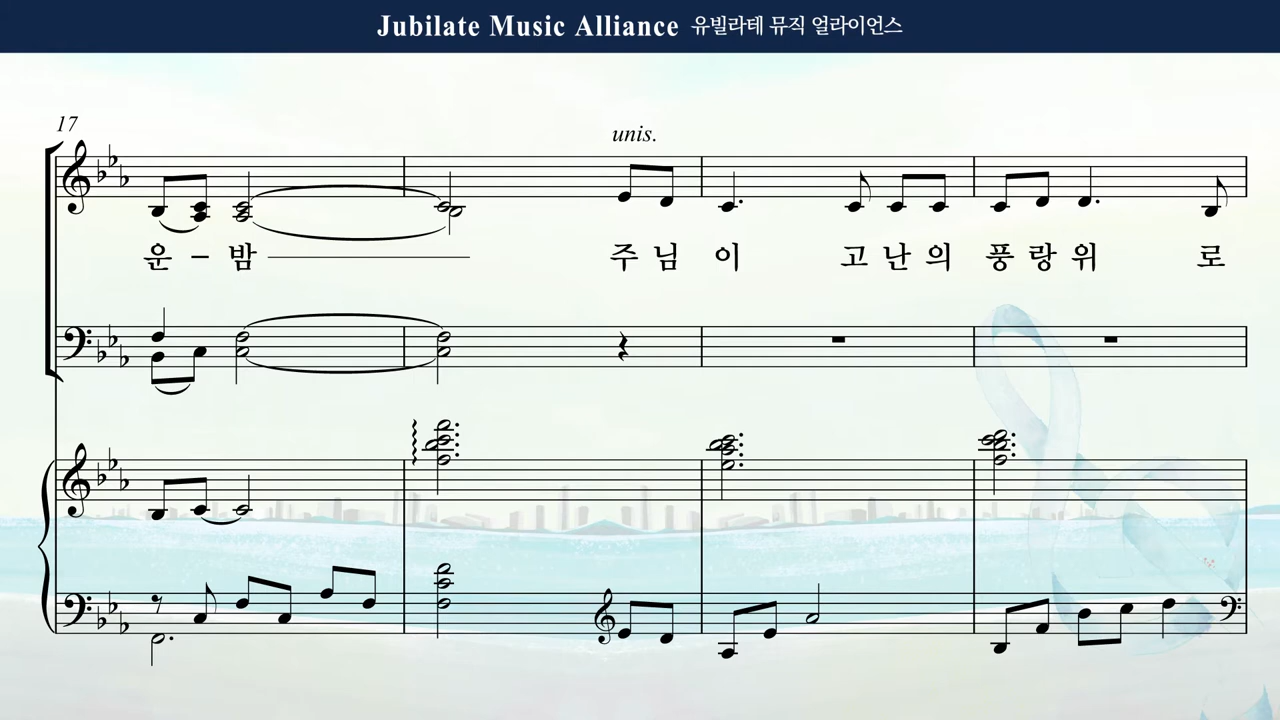 Jubilate Music Alliance 유빌라테 뮤직 얼라이언스
17
unis.
운 – 밤 주 님 이 고 난 의 풍 랑 위 로